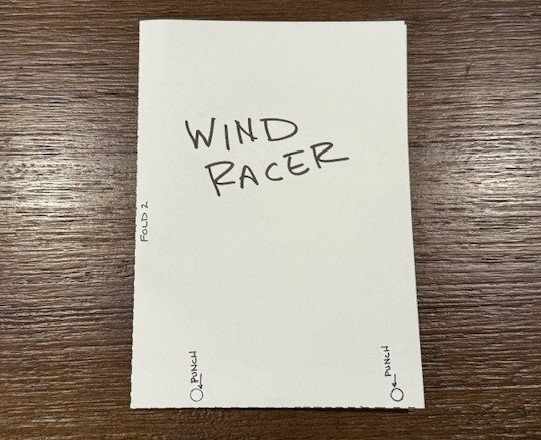 WIND
RACER
FOLD 2
PUNCH
PUNCH